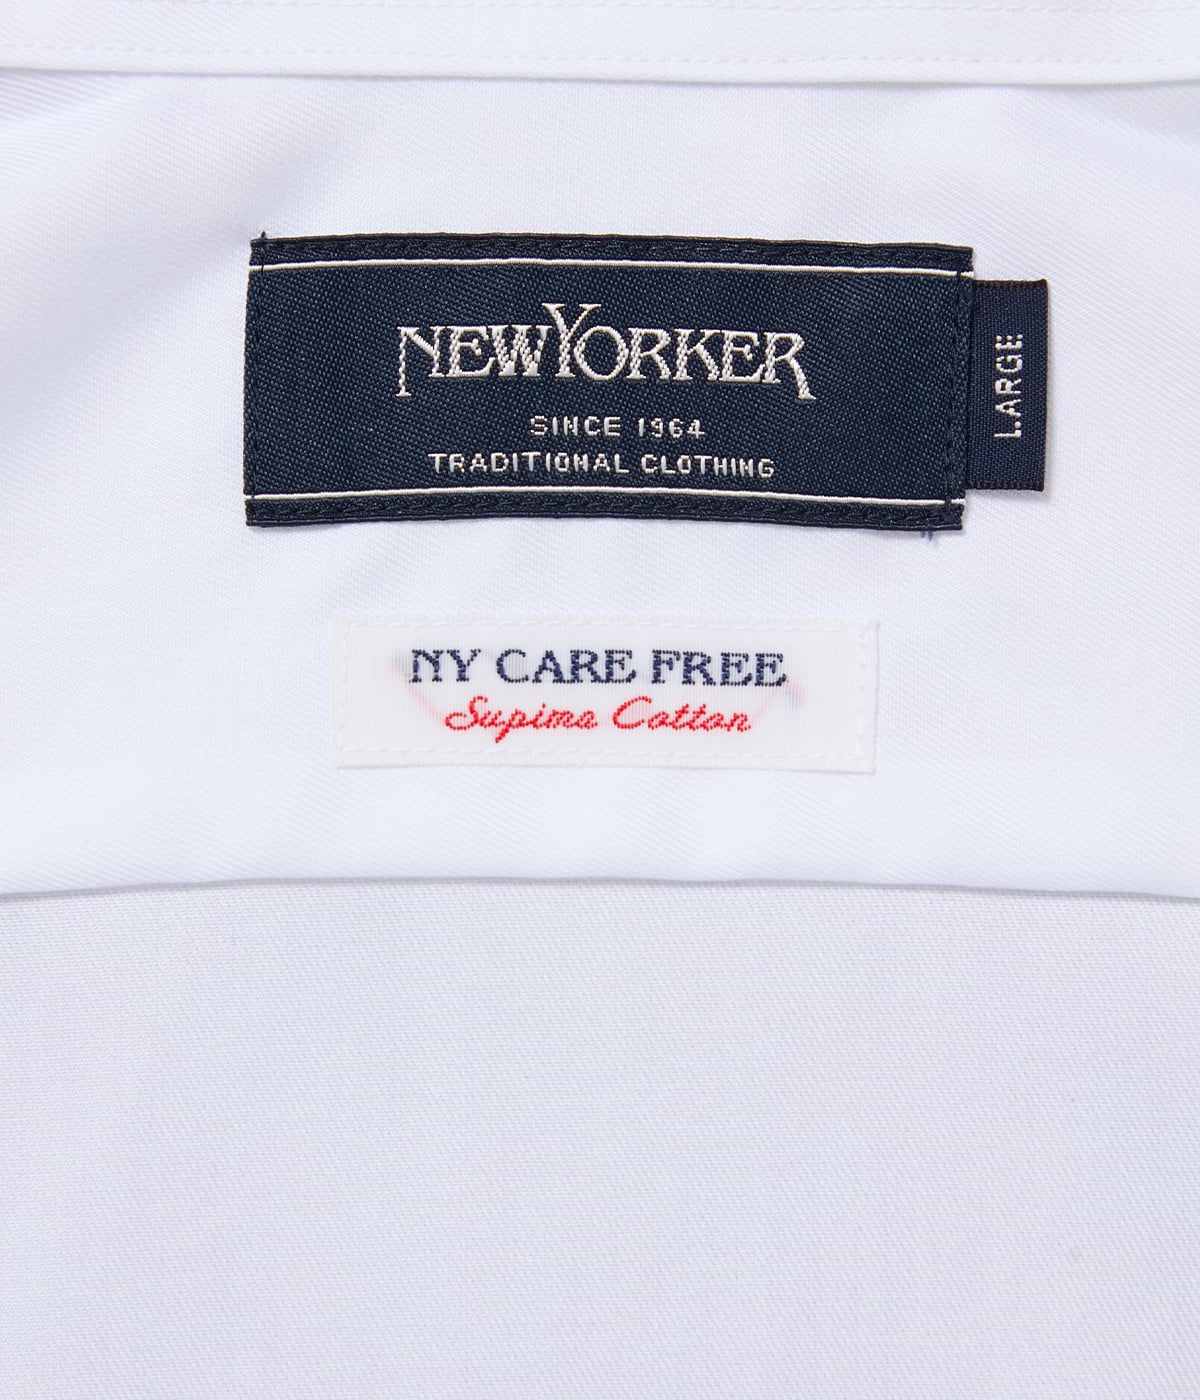 NEWYORKER
SINCE 1964
TRADITIONAL CLOTHING
LARGE
NY CARE FREE
Supima Cotton